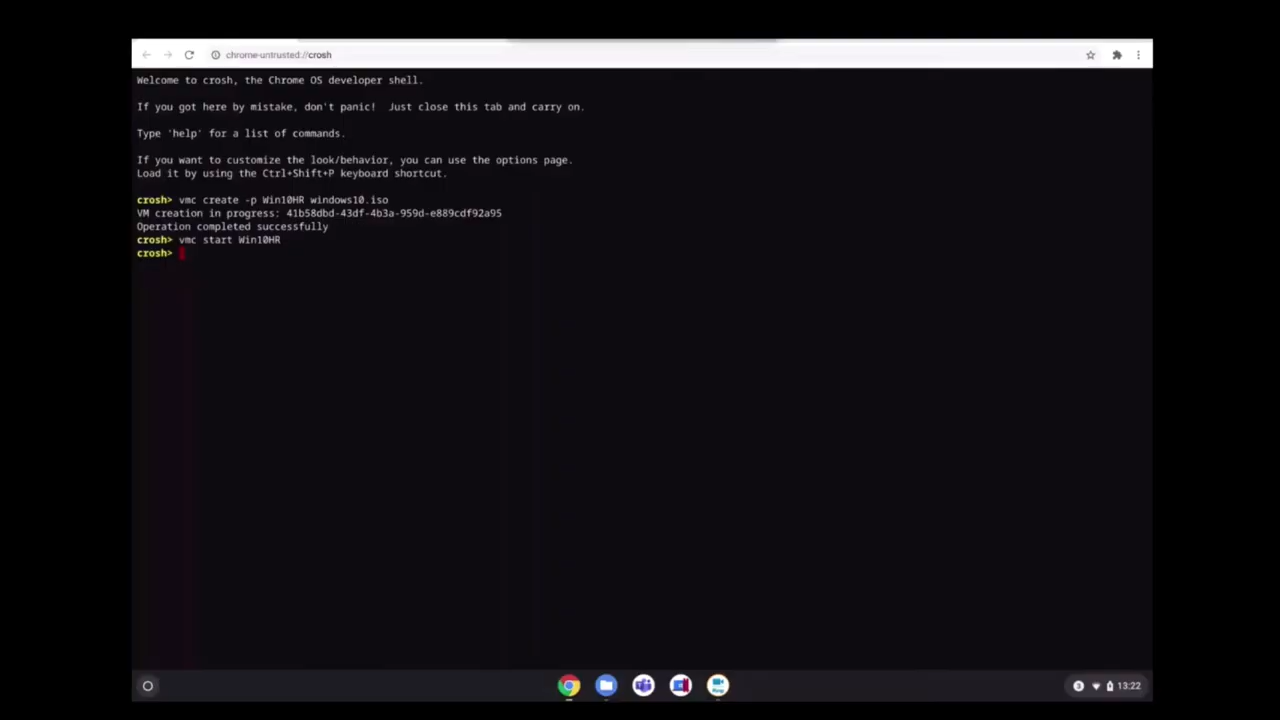 chrome-untrusted://crosh
Welcome to crosh, the Chrome OS developer shell.
If you got here by mistake, don't panic!  Just close this tab and carry on.
Type 'help' for a list of commands.
If you want to customize the look/behavior, you can use the options page.
Load it by using the Ctrl+Shift+P keyboard shortcut.
crosh> vmc create -p Win10HR windows10.iso
VM creation in progress: 41b58dbd-43df-4b3a-959d-e889cdf92a95
Operation completed successfully
crosh> vmc start Win10HR
crosh>
13:22